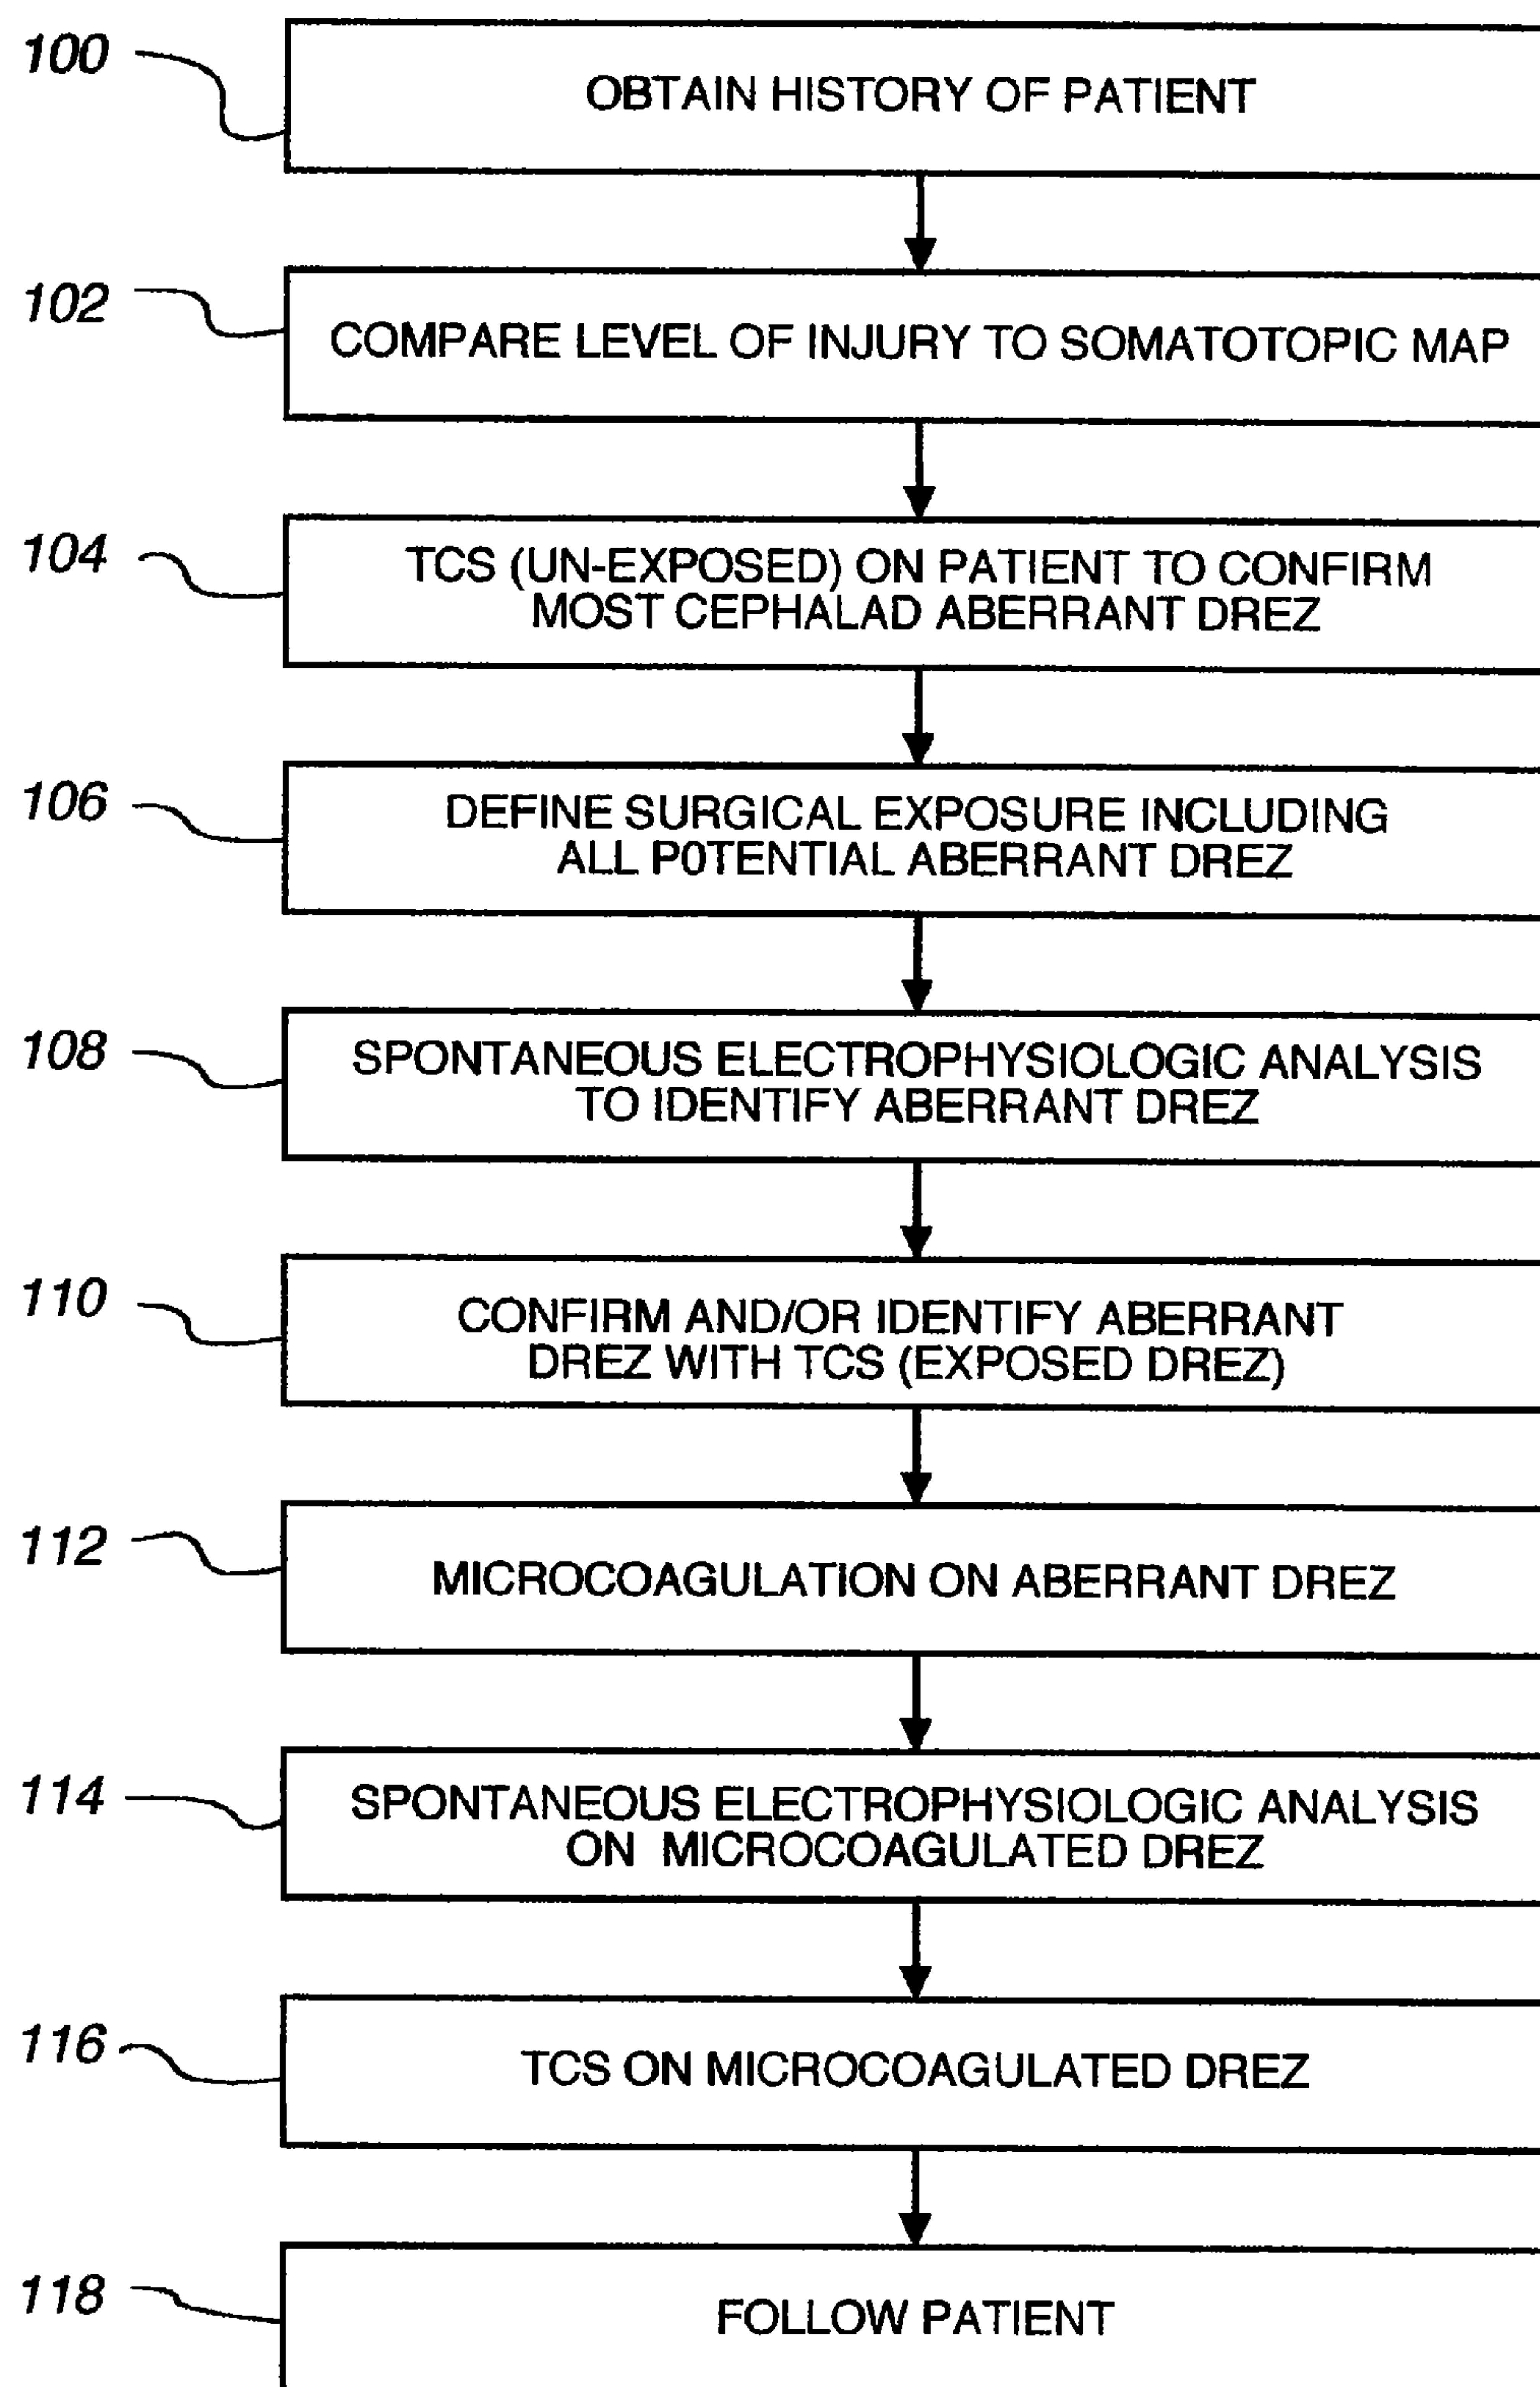 100
OBTAIN HISTORY OF PATIENT
102
COMPARE LEVEL OF INJURY TO SOMATOTOPIC MAP
104
TCS (UN-EXPOSED) ON PATIENT TO CONFIRM
MOST CEPHALAD ABERRANT DREZ
106
DEFINE SURGICAL EXPOSURE INCLUDING
ALL P0TENTIAL ABERRANT DREZ
108
SPONTANEOUS ELECTROPHYSIOLOGIC ANALYSIS
TO IDENTIFY ABERRANT DREZ
110
CONFIRM AND/OR IDENTIFY ABERRANT
DREZ WITH TCS (EXPOSED DREZ)
112
MICROCOAGULATION ON ABERRANT DREZ
114
SPONTANEOUS ELECTROPHYSIOLOGIC ANALYSIS
ON MICROCOAGULATED DREZ
116
TCS ON MICROCOAGULATED DREZ
118
FOLLOW PATIENT